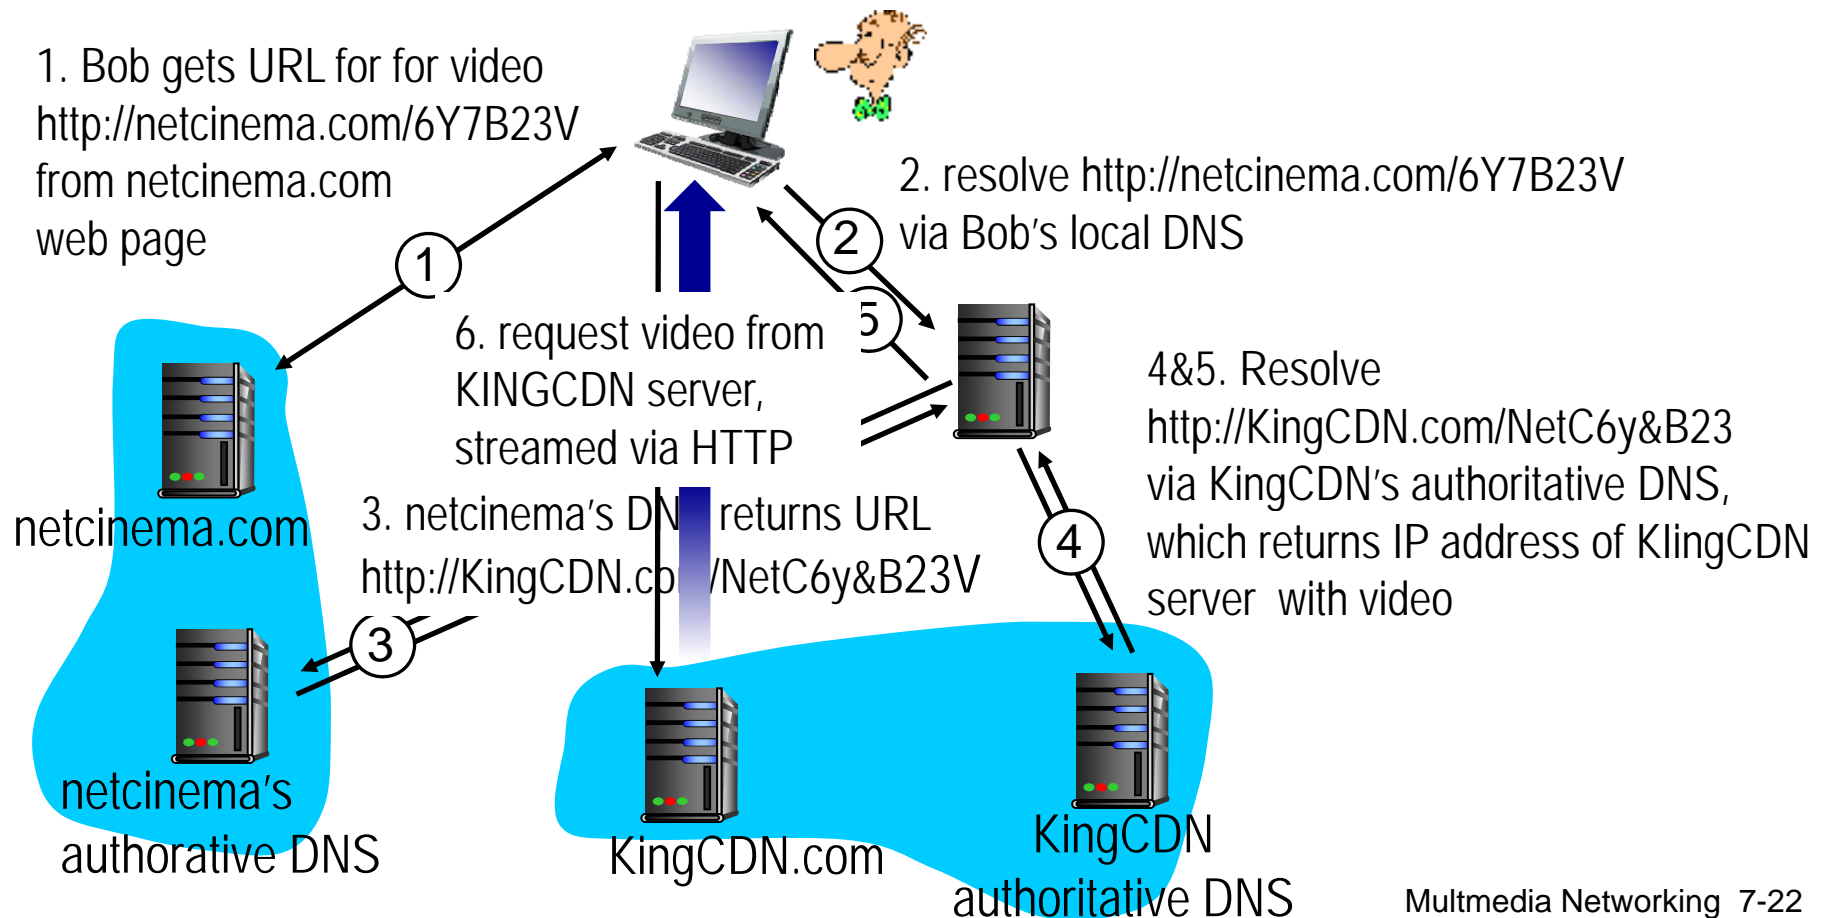 1. Bob gets URL for for video
http://netcinema.com/6Y7B23V
from netcinema.com
web page
2. resolve http://netcinema.com/6Y7B23V
via Bob's local DNS
1
2
5
6. request video from
KINGCDN server,
streamed via HTTP
4&5. Resolve
http://KingCDN.com/NetC6y&B23
via KingCDN's authoritative DNS,
which returns IP address of KIingCDN
server with video
netcinema.com
3. netcinema's DN returns URL
http://KingCDN.co /NetC6y&B23V
4
3
netcinema's
authorative DNS
KingCDN.com
KingCDN
authoritative DNS
Multmedia Networking 7-22